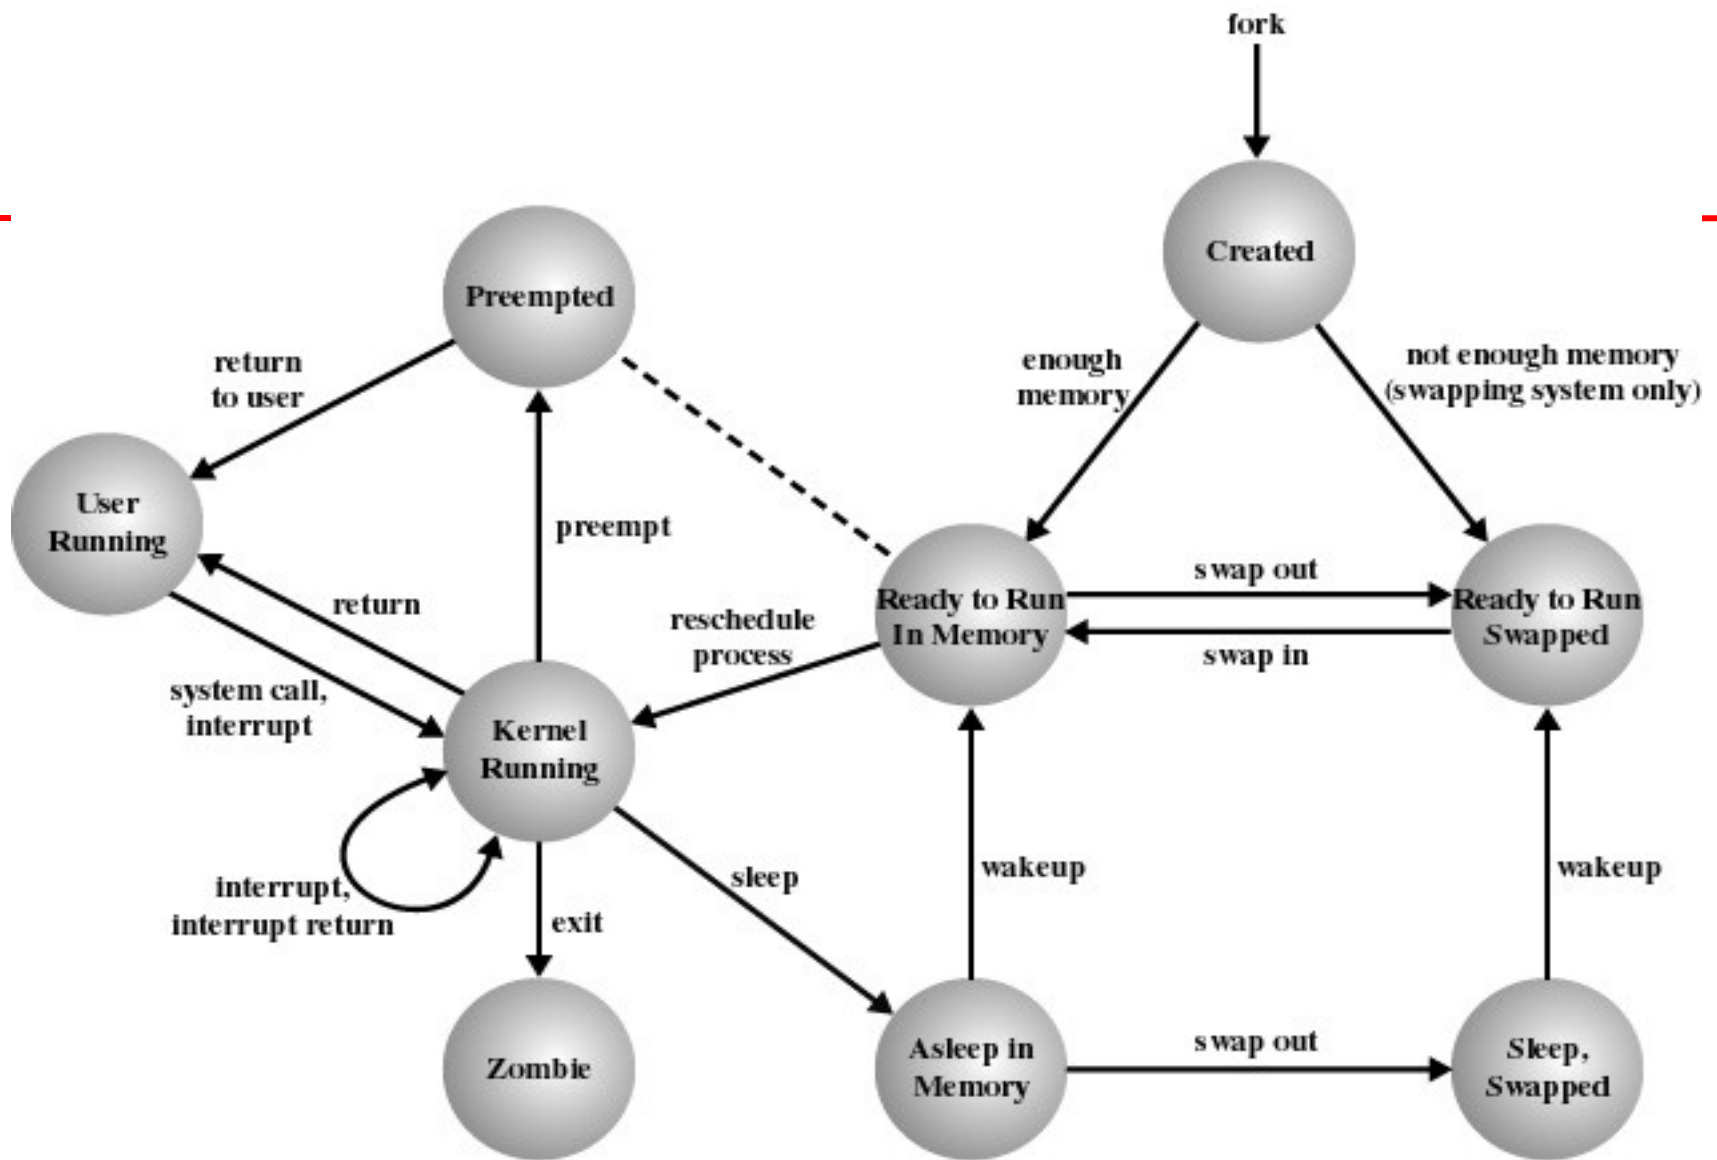 fork
Created
Preempted
return
to user
enough
memory
not enough memory
(swapping system only)
User
Running
preempt
return
reschedule
process
swap out
Ready to Run
In Memory
Ready to Run
Swapped
swap in
system call,
interrupt
Kernel
Running
interrupt,
interrupt return
sleep
wakeup
wakeup
exit
Zombie
Asleep in
Memory
swap out
Sleep,
Swapped